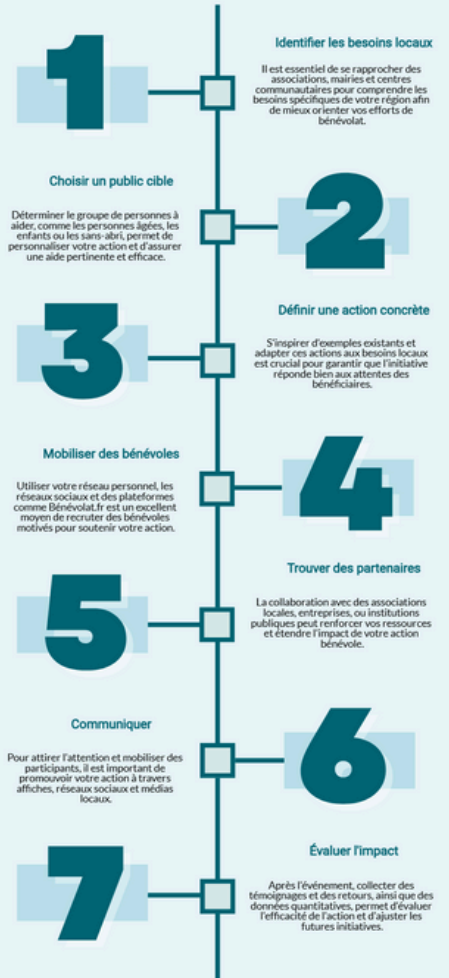 1
Identifier les besoins locaux
Il est essentiel de se rapprocher des
associations, mairies et centres
communautaires pour comprendre les
besoins spécifiques de votre région afin
de mieux orienter vos efforts de
bénévolat.
2
Choisir un public cible
Déterminer le groupe de personnes à
aider, comme les personnes âgées, les
enfants ou les sans-abri, permet de
personnaliser votre action et d'assurer
une aide pertinente et efficace.
3
Définir une action concrète
S'inspirer d'exemples existants et
adapter ces actions aux besoins locaux
est crucial pour garantir que l'initiative
réponde bien aux attentes des
bénéficiaires.
4
Mobiliser des bénévoles
Utiliser votre réseau personnel, les
réseaux sociaux et des plateformes
comme Bénévolat.fr est un excellent
moyen de recruter des bénévoles
motivés pour soutenir votre action.
5
Trouver des partenaires
La collaboration avec des associations
locales, entreprises, ou institutions
publiques peut renforcer vos ressources
et étendre l'impact de votre action
bénévole.
6
Communiquer
Pour attirer l'attention et mobiliser des
participants, il est important de
promouvoir votre action à travers
affiches, réseaux sociaux et médias
locaux.
7
Évaluer l'impact
Après l'événement, collecter des
témoignages et des retours, ainsi que des
données quantitatives, permet d'évaluer
l'efficacité de l'action et d'ajuster les
futures initiatives.